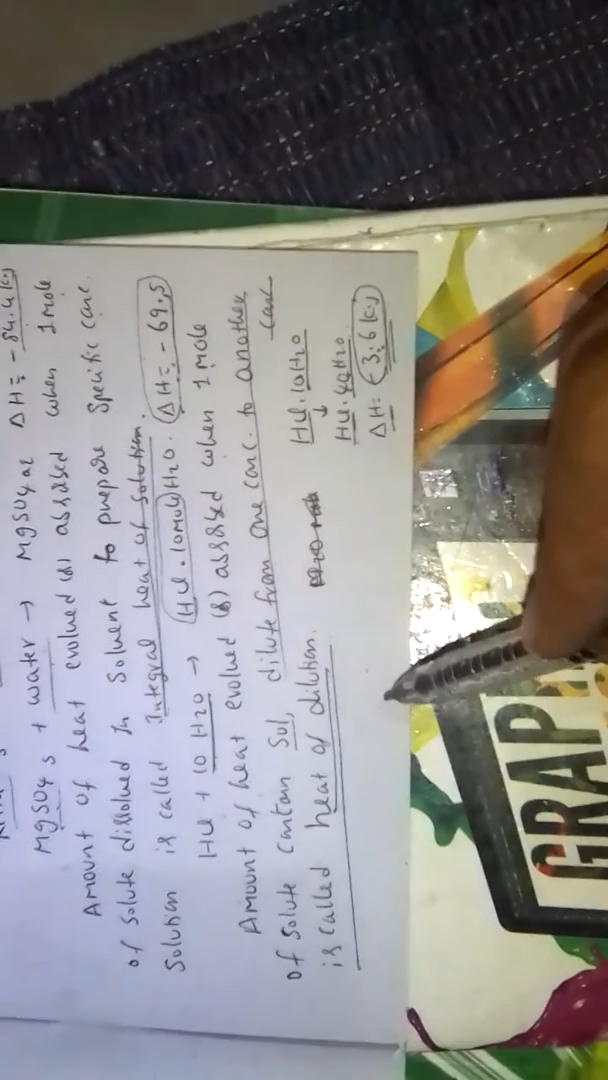 MgSO4 s + water → MgSO4 aq ΔH = - 84.4 kJ
Amount of heat evolved (or) absorbed when 1 mole
of solute dissolved in solvent to prepare specific conc.
solution is called Integral heat of solution.
HCl + 10 H2O → HCl . 10 mole H2O . ΔH = - 69.5
Amount of heat evolved (or) absorbed when 1 mole
of solute contain sol, dilute from one conc. to another conc
is called heat of dilution.
HCl . 10H2O
↓
HCl . 40H2O
ΔH = - 3.6 kJ
GRAP